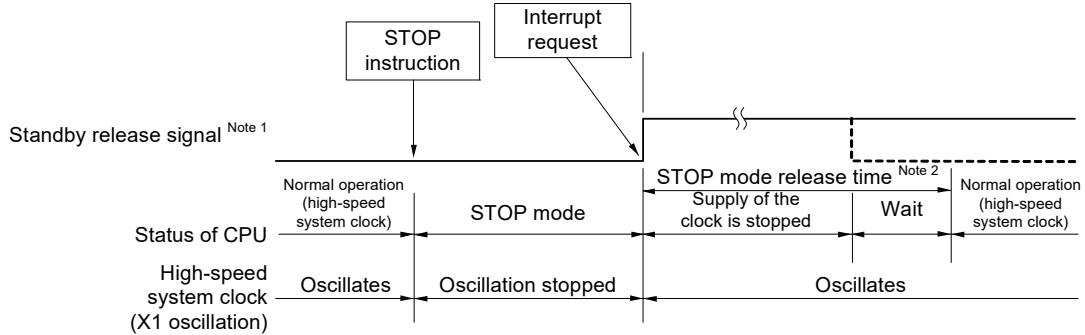 STOP
instruction
Interrupt
request
Standby release signal Note 1
STOP mode release time Note 2
Status of CPU
Normal operation
(high-speed
system clock)
STOP mode
Supply of the
clock is stopped
Wait
Normal operation
(high-speed
system clock)
High-speed
system clock
(X1 oscillation)
Oscillates
Oscillation stopped
Oscillates